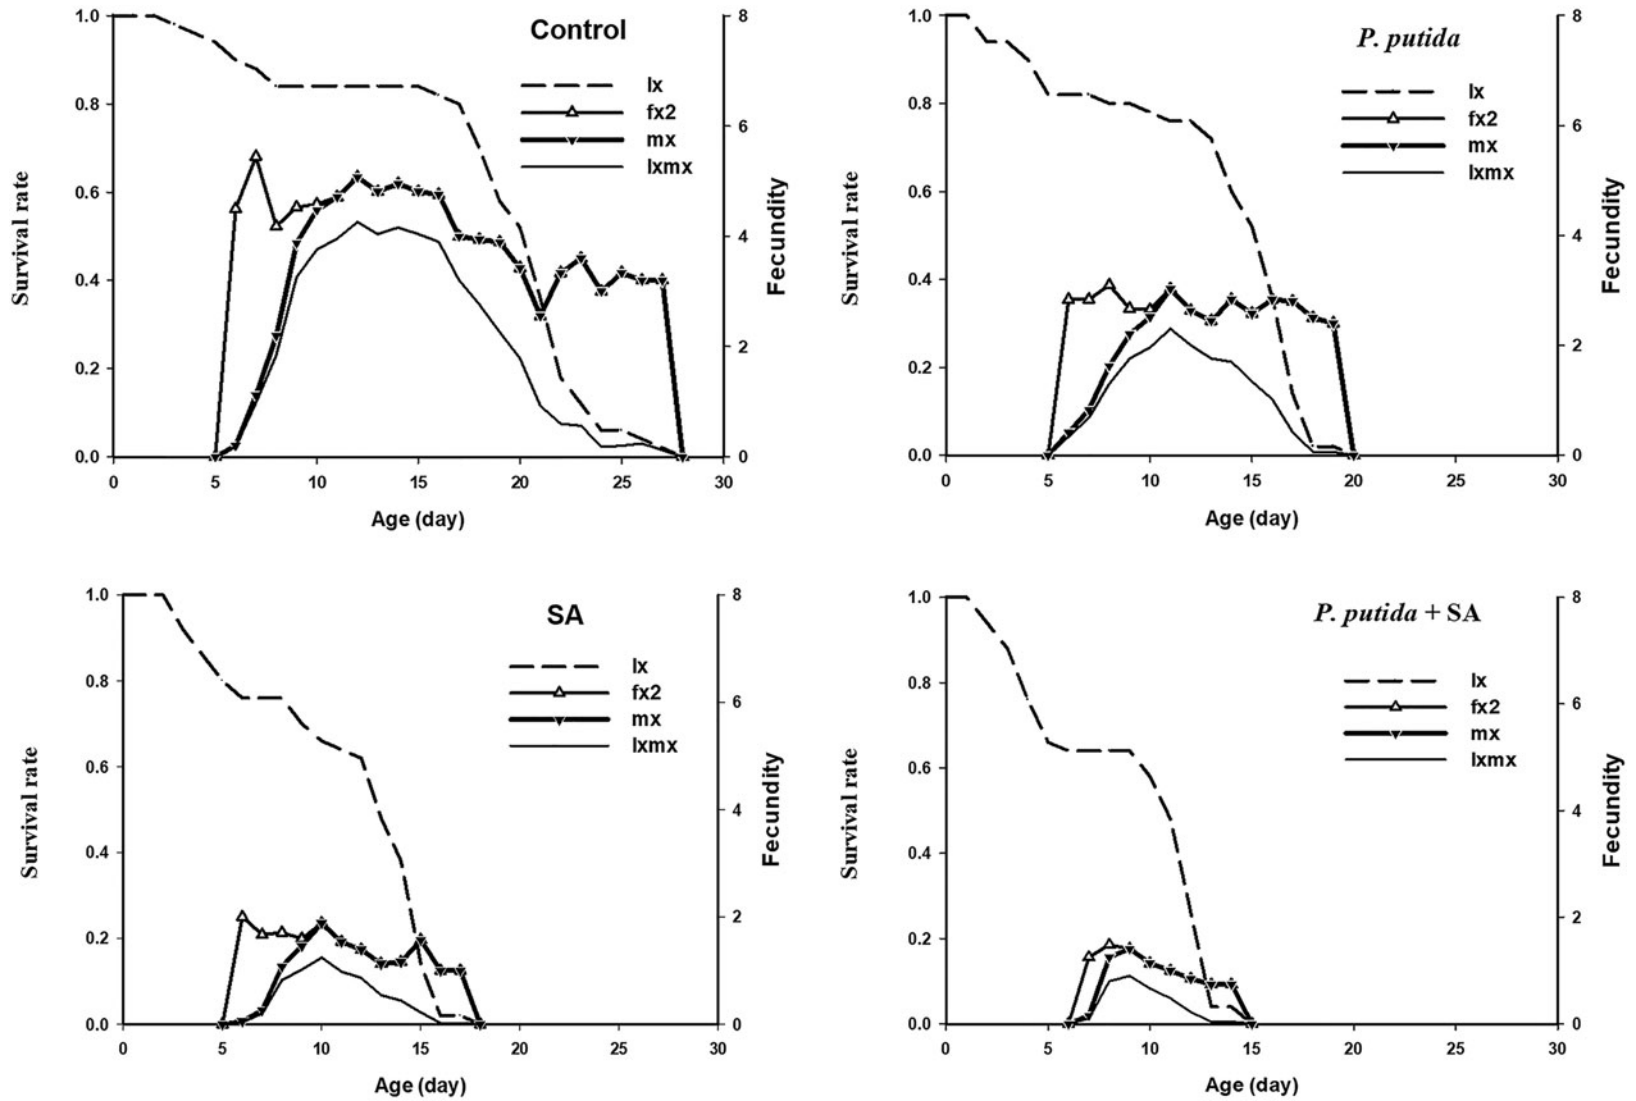 Control
lx
fx2
mx
lxmx
1.0
0.8
0.6
0.4
0.2
0.0
8
6
4
2
0
0 5 10 15 20 25 30
Survival rate
Fecundity
Age (day)
P. putida
lx
fx2
mx
lxmx
1.0
0.8
0.6
0.4
0.2
0.0
8
6
4
2
0
0 5 10 15 20 25 30
Survival rate
Fecundity
Age (day)
SA
lx
fx2
mx
lxmx
1.0
0.8
0.6
0.4
0.2
0.0
8
6
4
2
0
0 5 10 15 20 25 30
Survival rate
Fecundity
Age (day)
P. putida + SA
lx
fx2
mx
lxmx
1.0
0.8
0.6
0.4
0.2
0.0
8
6
4
2
0
0 5 10 15 20 25 30
Survival rate
Fecundity
Age (day)